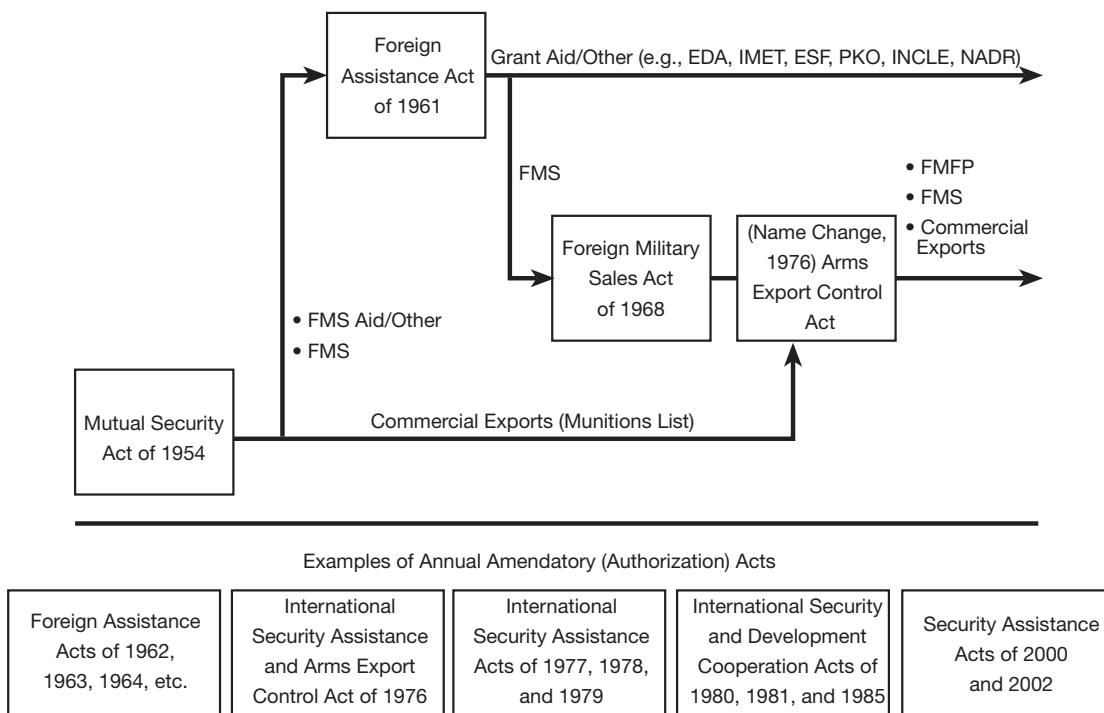 Foreign
Assistance Act
of 1961
Grant Aid/Other (e.g., EDA, IMET, ESF, PKO, INCLE, NADR)
FMS
• FMFP
• FMS
• Commercial
Exports
Foreign Military
Sales Act
of 1968
(Name Change,
1976) Arms
Export Control
Act
• FMS Aid/Other
• FMS
Mutual Security
Act of 1954
Commercial Exports (Munitions List)
Examples of Annual Amendatory (Authorization) Acts
Foreign Assistance
Acts of 1962,
1963, 1964, etc.
International
Security Assistance
and Arms Export
Control Act of 1976
International
Security Assistance
Acts of 1977, 1978,
and 1979
International Security
and Development
Cooperation Acts of
1980, 1981, and 1985
Security Assistance
Acts of 2000
and 2002